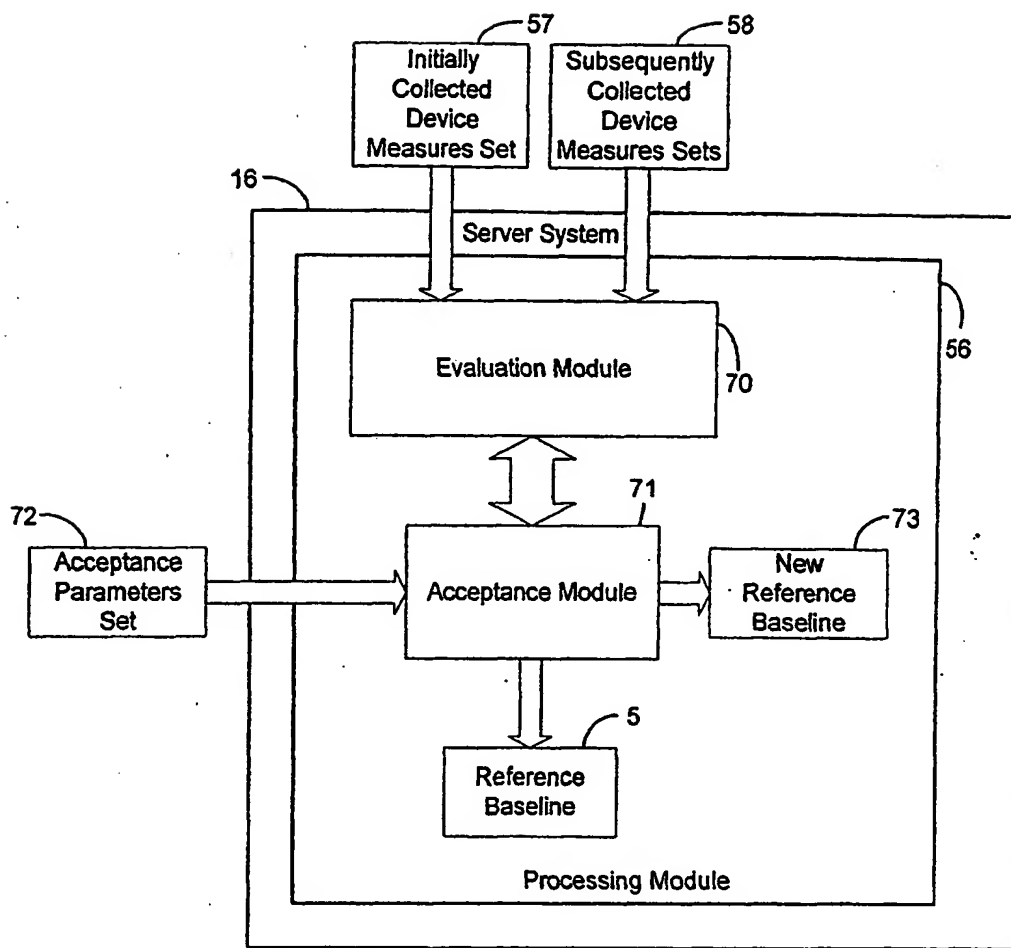 57
58
Initially
Collected
Device
Measures Set
Subsequently
Collected
Device
Measures Sets
16
Server System
56
Evaluation Module
70
71
72
73
Acceptance
Parameters
Set
Acceptance Module
New
Reference
Baseline
5
Reference
Baseline
Processing Module